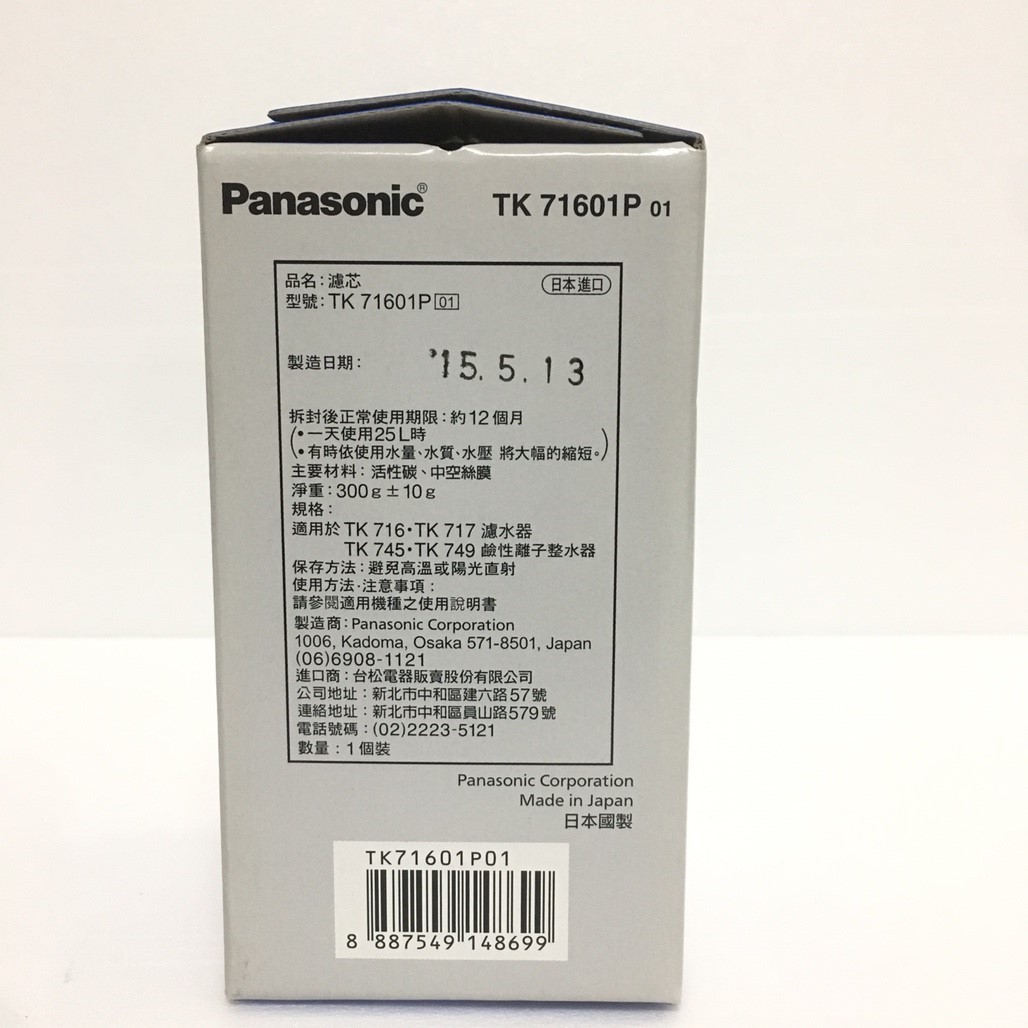 Panasonic® TK 71601P 01
品名:濾芯 日本進口
型號:TK 71601P 01
製造日期: '15.5.13
拆封後正常使用期限:約12個月
(•一天使用25L時
•有時依使用水量、水質、水壓 將大幅的縮短。)
主要材料:活性碳、中空絲膜
淨重:300g±10g
規格:
適用於 TK 716•TK 717 濾水器
TK 745•TK 749 鹼性離子整水器
保存方法:避免高溫或陽光直射
使用方法·注意事項:
請參閱適用機種之使用說明書
製造商:Panasonic Corporation
1006, Kadoma, Osaka 571-8501, Japan
(06)6908-1121
進口商:台松電器販賣股份有限公司
公司地址:新北市中和區建六路57號
連絡地址:新北市中和區員山路579號
電話號碼:(02)2223-5121
數量:1個裝
Panasonic Corporation
Made in Japan
日本國製
TK71601P01
8 887549 148699